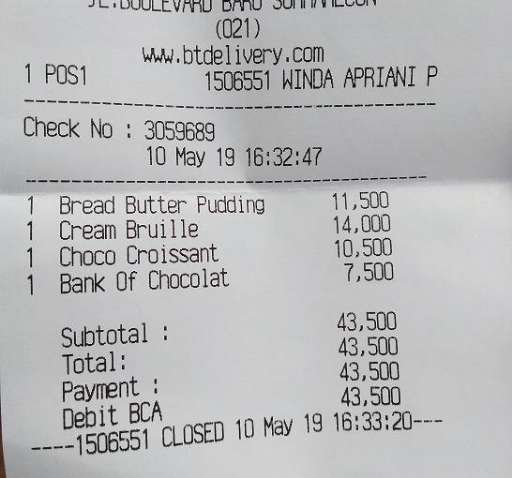 JL.BOULEVARD BARU SUMMARECON
(021)
www.btdelivery.com
1 POS1 1506551 WINDA APRIANI P
Check No : 3059689
10 May 19 16:32:47
1 Bread Butter Pudding 11,500
1 Cream Bruille 14,000
1 Choco Croissant 10,500
1 Bank Of Chocolat 7,500
Subtotal : 43,500
Total: 43,500
Payment : 43,500
Debit BCA 43,500
----1506551 CLOSED 10 May 19 16:33:20---